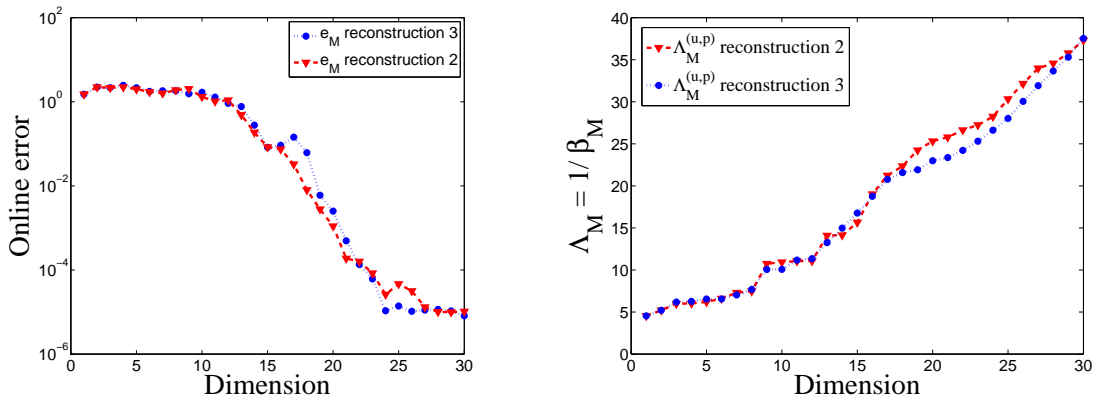 10^2
10^0
10^-2
10^-4
10^-6
0 5 10 15 20 25 30
Online error
Dimension
e_M reconstruction 3
e_M reconstruction 2
40
35
30
25
20
15
10
5
0
0 5 10 15 20 25 30
Λ_M = 1/ β_M
Dimension
Λ_M^(u,p) reconstruction 2
Λ_M^(u,p) reconstruction 3